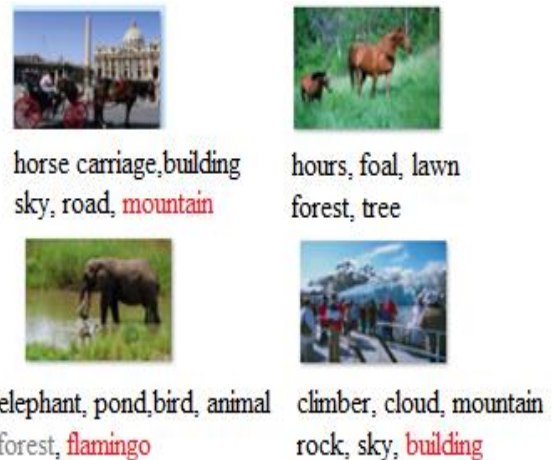 horse carriage,building
sky, road, mountain
hours, foal, lawn
forest, tree
elephant, pond,bird, animal
forest, flamingo
climber, cloud, mountain
rock, sky, building